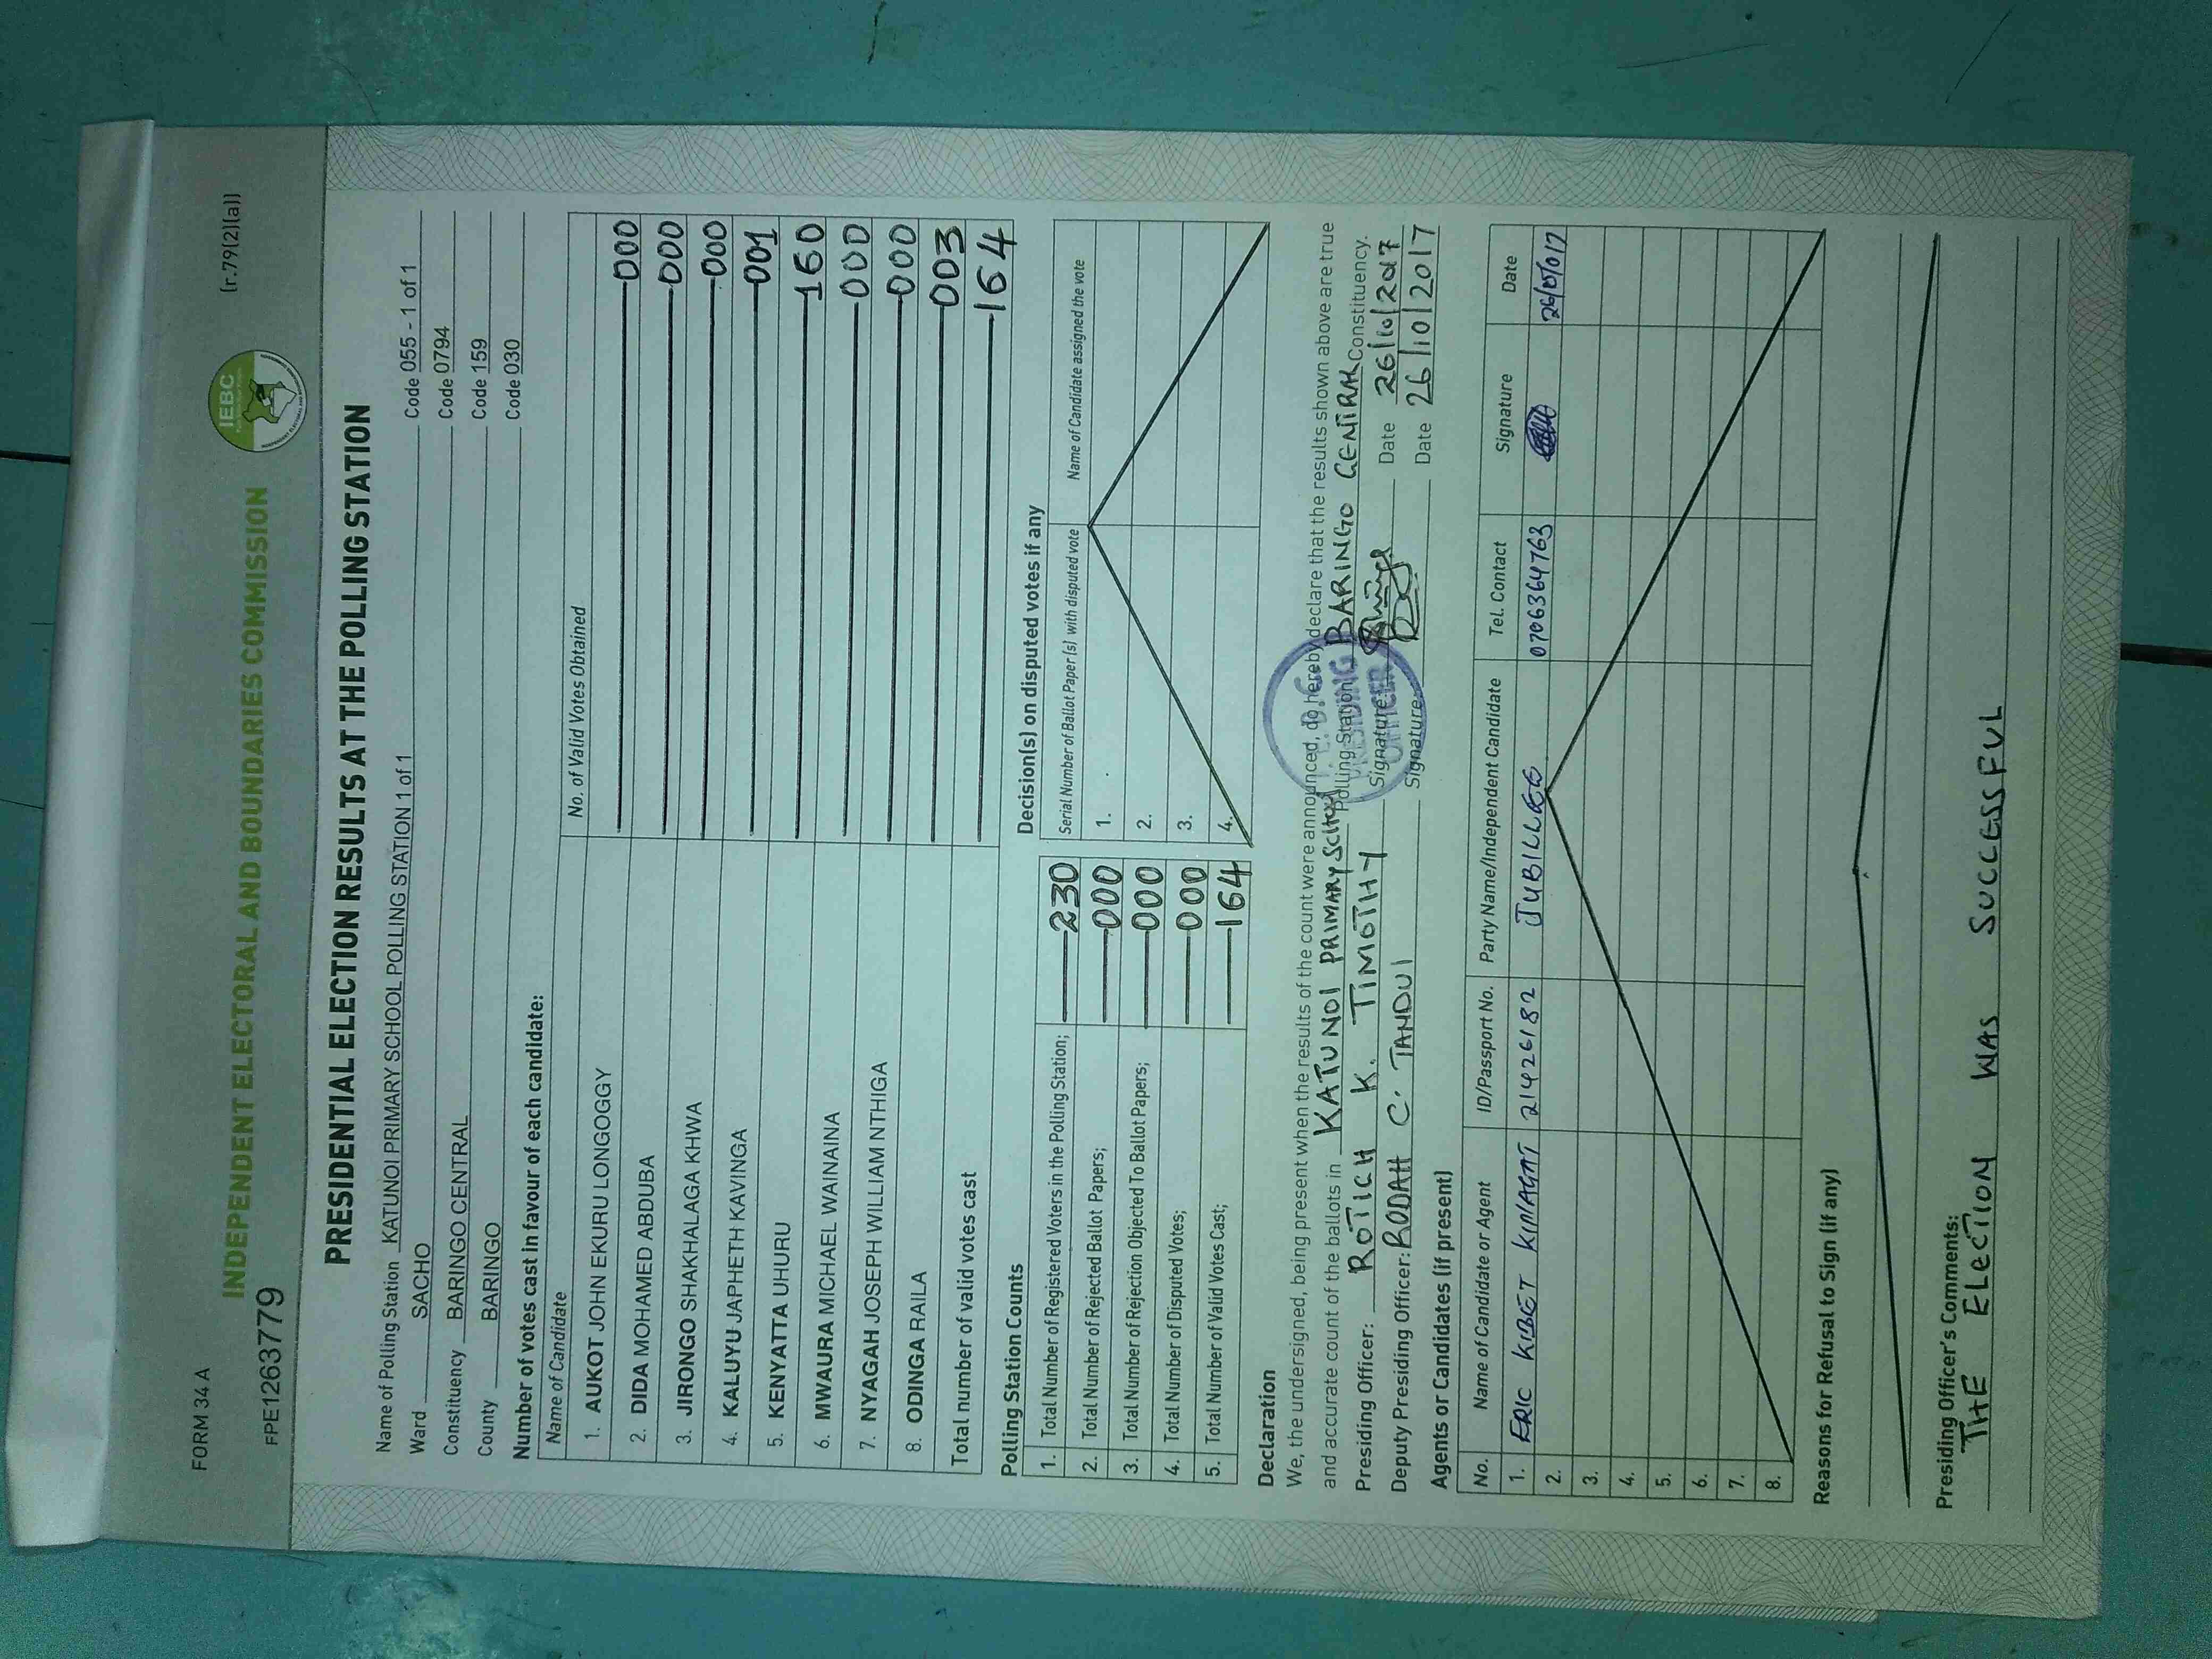 FORM 34 A
(r.79(2)(a))
IEBC
INDEPENDENT ELECTORAL AND BOUNDARIES COMMISSION
FPE1263779
PRESIDENTIAL ELECTION RESULTS AT THE POLLING STATION
Name of Polling Station KATUNOI PRIMARY SCHOOL POLLING STATION 1 of 1 Code 055 - 1 of 1
Ward SACHO Code 0794
Constituency BARINGO CENTRAL Code 159
County BARINGO Code 030
Number of votes cast in favour of each candidate:
Name of Candidate No. of Valid Votes Obtained
1. AUKOT JOHN EKURU LONGOGGY 000
2. DIDA MOHAMED ABDUBA 000
3. JIRONGO SHAKHALAGA KHWA 000
4. KALUYU JAPHETH KAVINGA 001
5. KENYATTA UHURU 160
6. MWAURA MICHAEL WAINAINA 000
7. NYAGAH JOSEPH WILLIAM NTHIGA 000
8. ODINGA RAILA 003
Total number of valid votes cast 164
Polling Station Counts
1. Total Number of Registered Voters in the Polling Station; 230
2. Total Number of Rejected Ballot Papers; 000
3. Total Number of Rejection Objected To Ballot Papers; 000
4. Total Number of Disputed Votes; 000
5. Total Number of Valid Votes Cast; 164
Decision(s) on disputed votes if any
Serial Number of Ballot Paper (s) with disputed vote Name of Candidate assigned the vote
1.
2.
3.
4.
Declaration
We, the undersigned, being present when the results of the count were announced, do hereby declare that the results shown above are true
and accurate count of the ballots in KATUNOI PRIMARY SCHOOL Polling Station BARINGO CENTRAL Constituency.
Presiding Officer: ROTICH K. TIMOTHY Signature: Date 26/10/2017
Deputy Presiding Officer: RODAH C. TANDUI Signature: Date 26/10/2017
PRESIDING OFFICER
Agents or Candidates (if present)
No. Name of Candidate or Agent ID/Passport No. Party Name/Independent Candidate Tel. Contact Signature Date
1. ERIC KIBET 21426182 JUBILLEE 0706364763
2.
3.
4.
5.
6.
7.
8.
Reasons for Refusal to Sign (if any)
Presiding Officer's Comments:
THE ELECTION WAS SUCCESSFUL